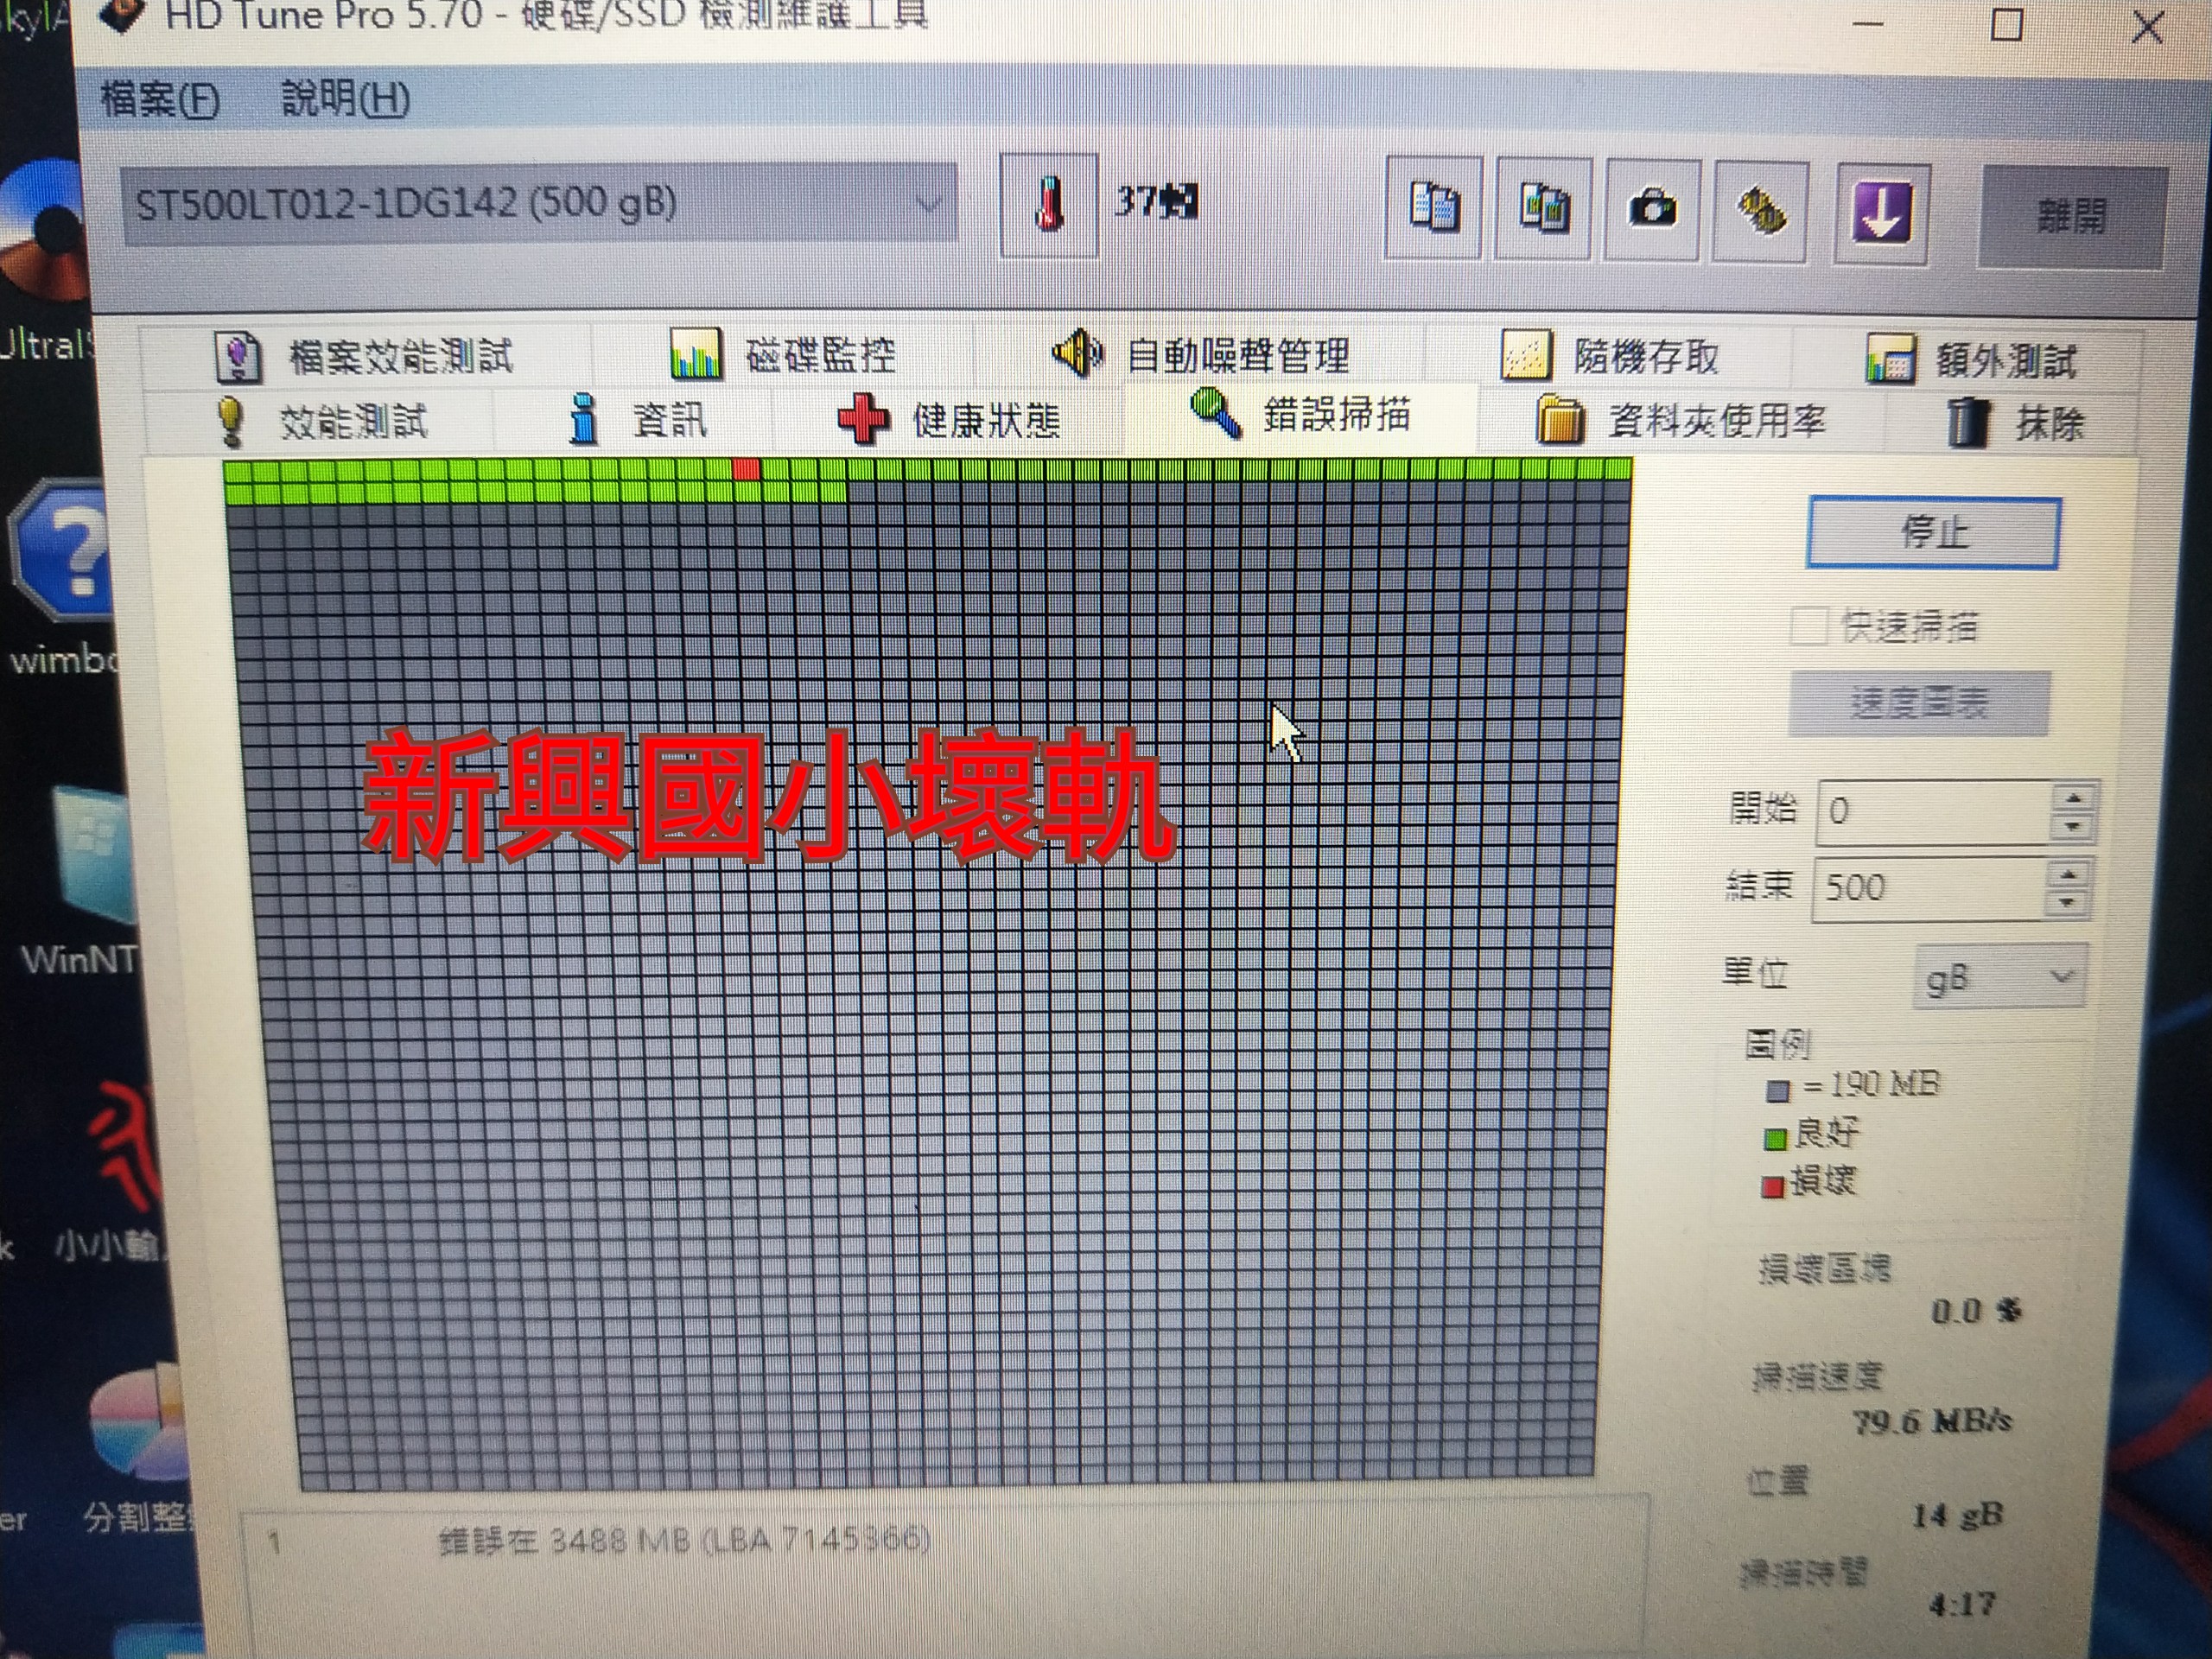 HD Tune Pro 5.70 - 硬碟/SSD 檢測維護工具
檔案(F) 說明(H)
ST500LT012-1DG142 (500 gB)
37
離開
檔案效能測試 磁碟監控 自動噪聲管理 隨機存取 額外測試
效能測試 資訊 健康狀態 錯誤掃描 資料夾使用率 抹除
停止
快速掃描
速度圖表
開始 0
結束 500
單位 gB
圖例
= 190 MB
良好
損壞
損壞區塊
0.0 %
掃描速度
79.6 MB/s
位置
14 gB
掃描時間
4:17
1 錯誤在 3488 MB (LBA 7145366)
新興國小壞軌
WinNT
小小輸
分割整